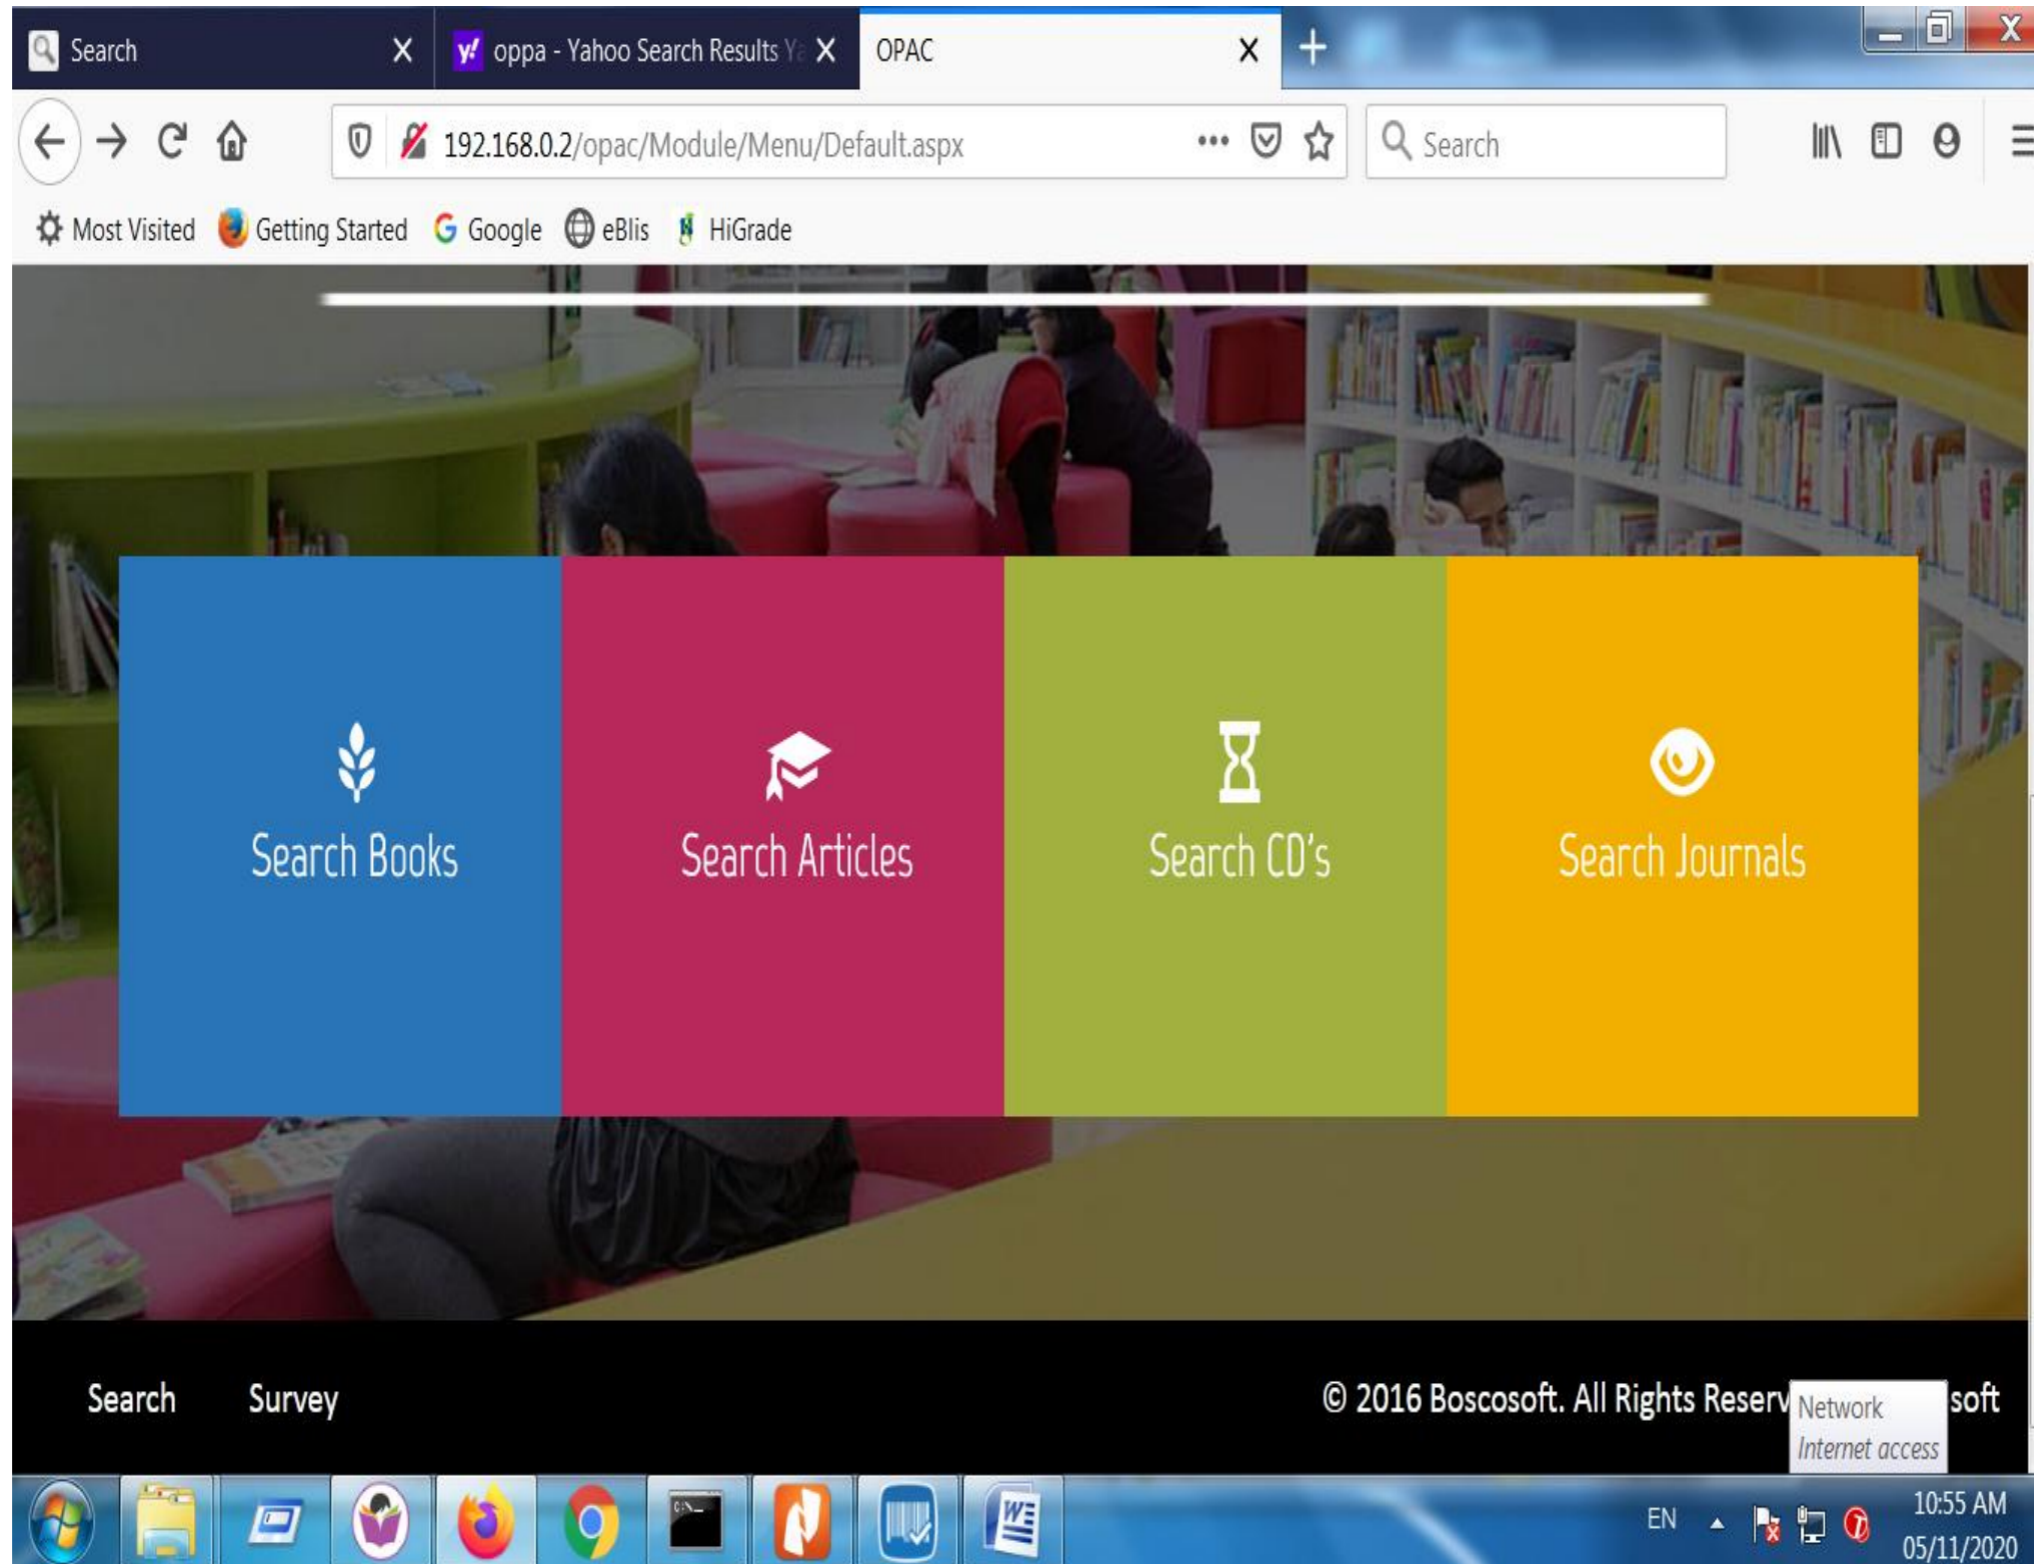 Search
oppa - Yahoo Search Results Ya
OPAC
192.168.0.2/opac/Module/Menu/Default.aspx
Search
Most Visited
Getting Started
Google
eBlis
HiGrade
Search Books
Search Articles
Search CD's
Search Journals
Search
Survey
© 2016 Boscosoft. All Rights Reserv
soft
Network
Internet access
EN
10:55 AM
05/11/2020